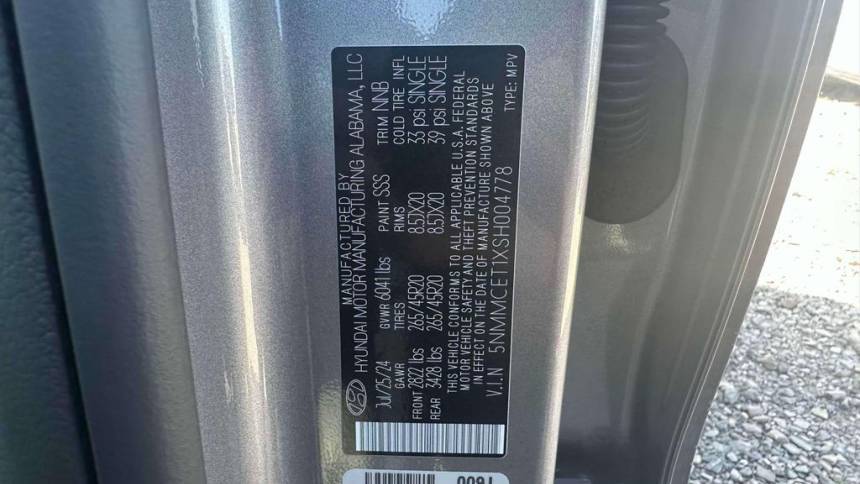 MANUFACTURED BY
HYUNDAI MOTOR MANUFACTURING ALABAMA, LLC
Jul/25/24 GVWR 6041lbs PAINT SSS TRIM NNB
GAWR TIRES RIMS COLD TIRE INFL
FRONT 2822 lbs 265/45R20 8.5JX20 33 psi SINGLE
REAR 3428 lbs 265/45R20 8.5JX20 39 psi SINGLE
THIS VEHICLE CONFORMS TO ALL APPLICABLE U.S.A. FEDERAL
MOTOR VEHICLE SAFETY AND THEFT PREVENTION STANDARDS
IN EFFECT ON THE DATE OF MANUFACTURE SHOWN ABOVE
V.I.N 5NMMCET1XSH004778 TYPE: MPV